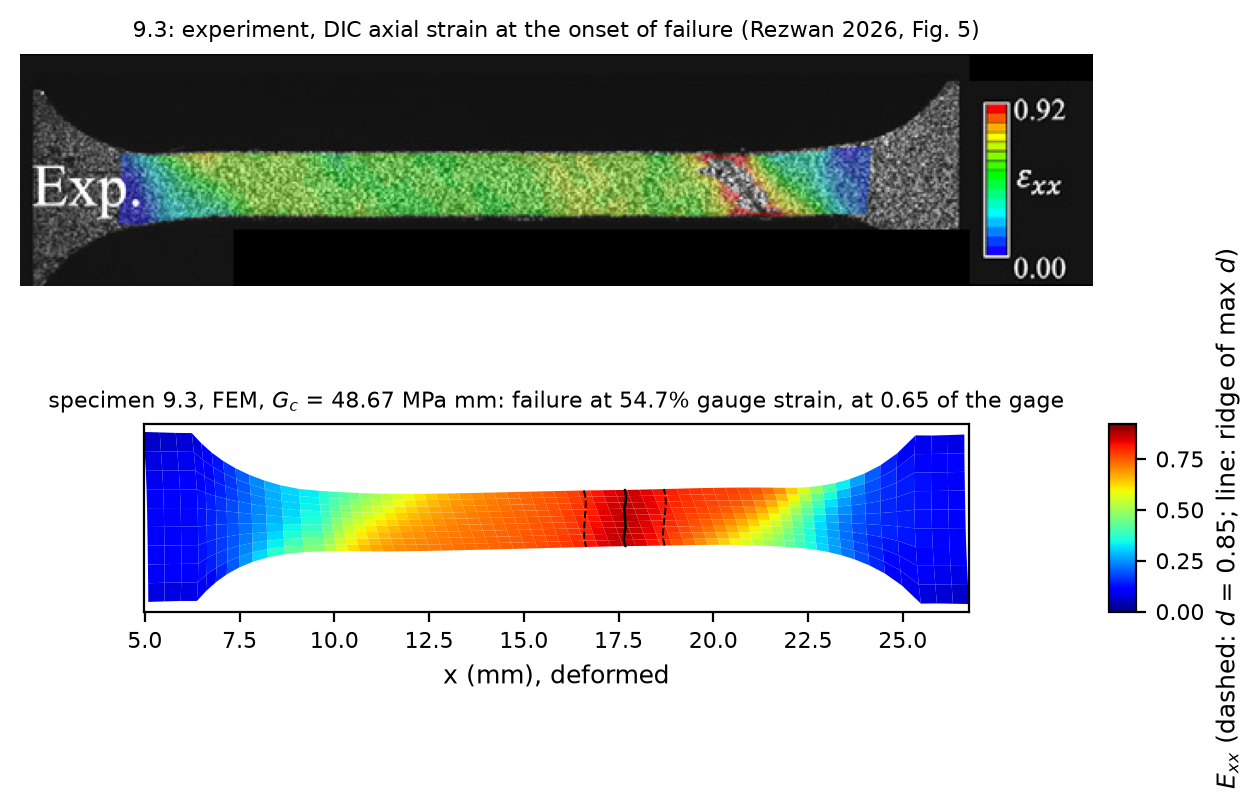 9.3: experiment, DIC axial strain at the onset of failure (Rezwan 2026, Fig. 5)
Exp.
0.92
εxx
0.00
specimen 9.3, FEM, Gc = 48.67 MPa mm: failure at 54.7% gauge strain, at 0.65 of the gage
0.75
0.50
0.25
0.00
Exx (dashed: d = 0.85; line: ridge of max d)
5.0 7.5 10.0 12.5 15.0 17.5 20.0 22.5 25.0
x (mm), deformed